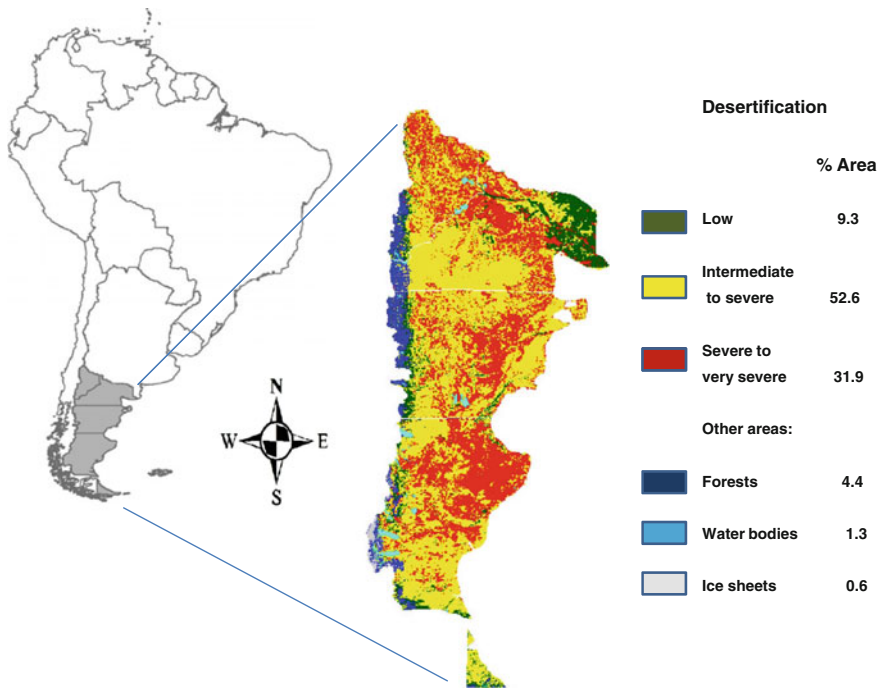 Desertification
% Area
Low 9.3
Intermediate
to severe 52.6
Severe to
very severe 31.9
Other areas:
Forests 4.4
Water bodies 1.3
Ice sheets 0.6
N
W E
S